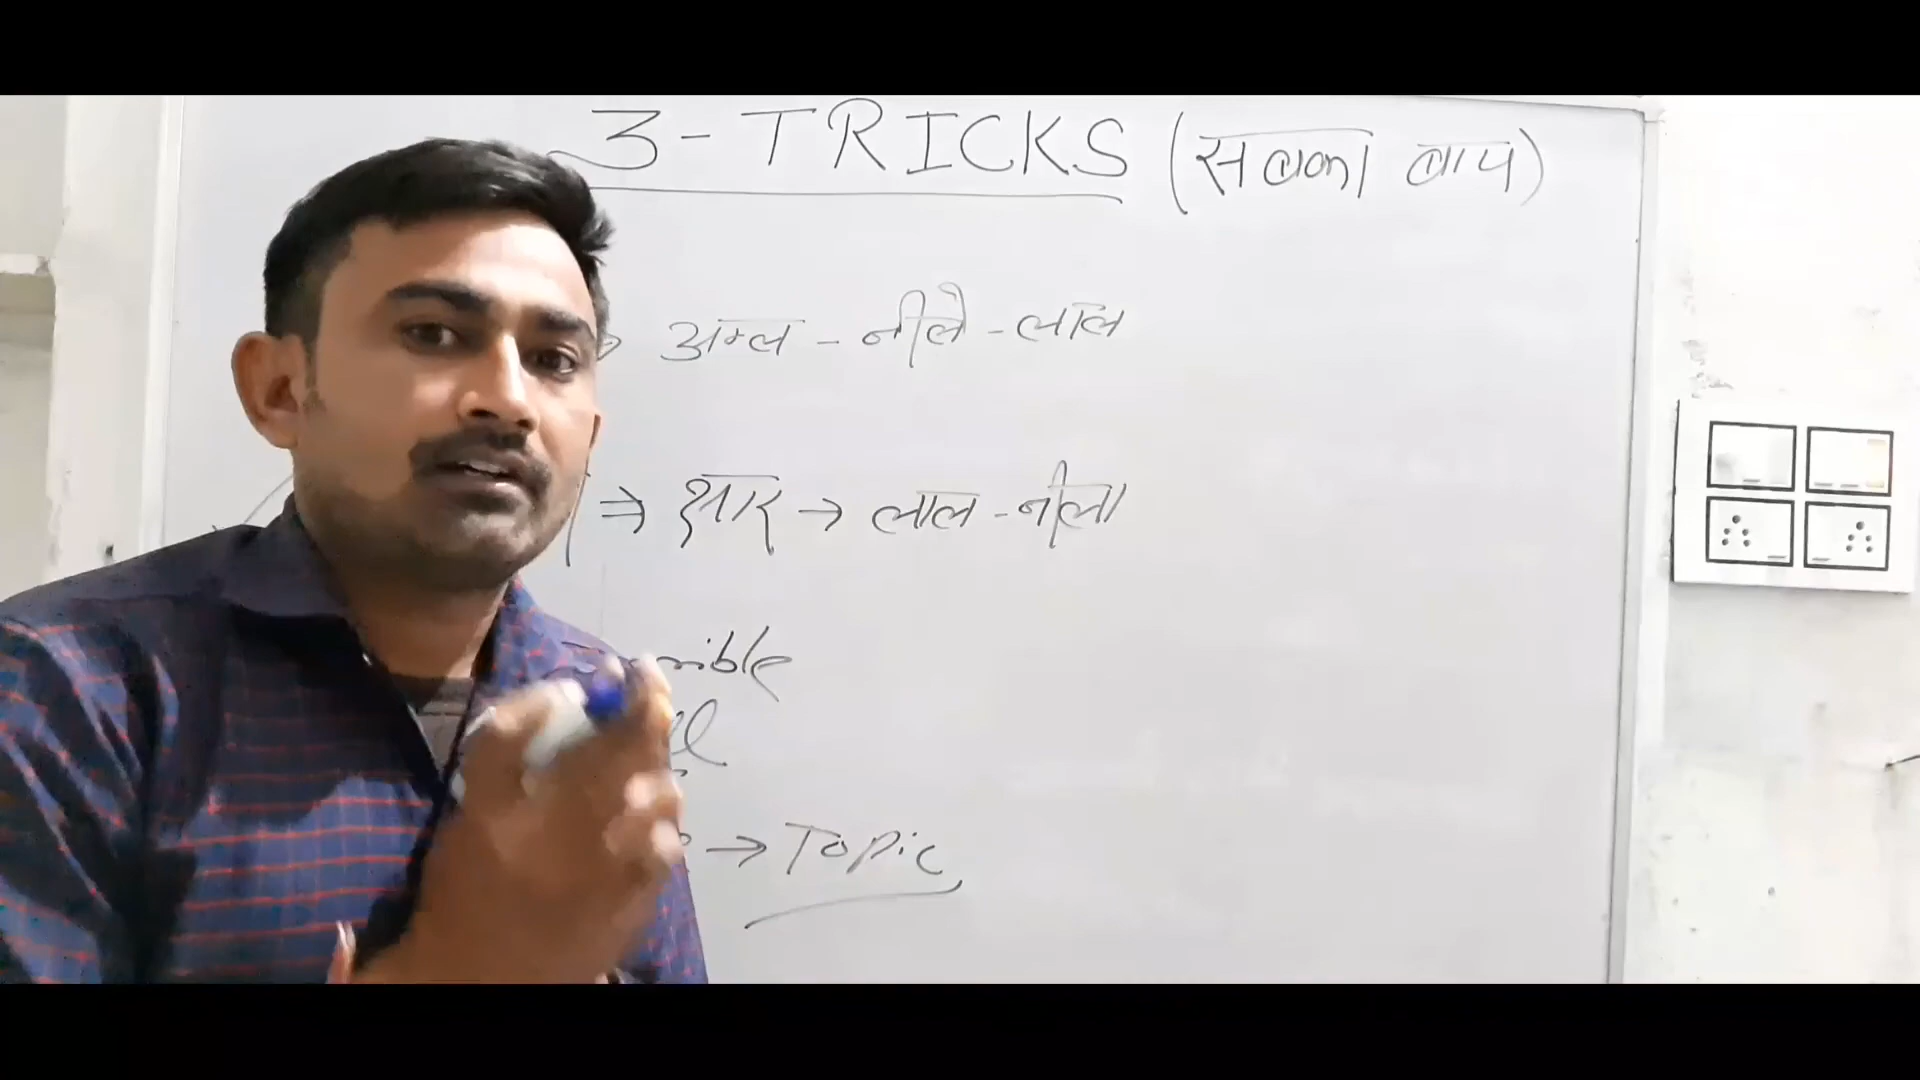 3-TRICKS (सबका बाप)
अम्ल - नीले - लाल
⇒ क्षार → लाल - नीला
→ Topic